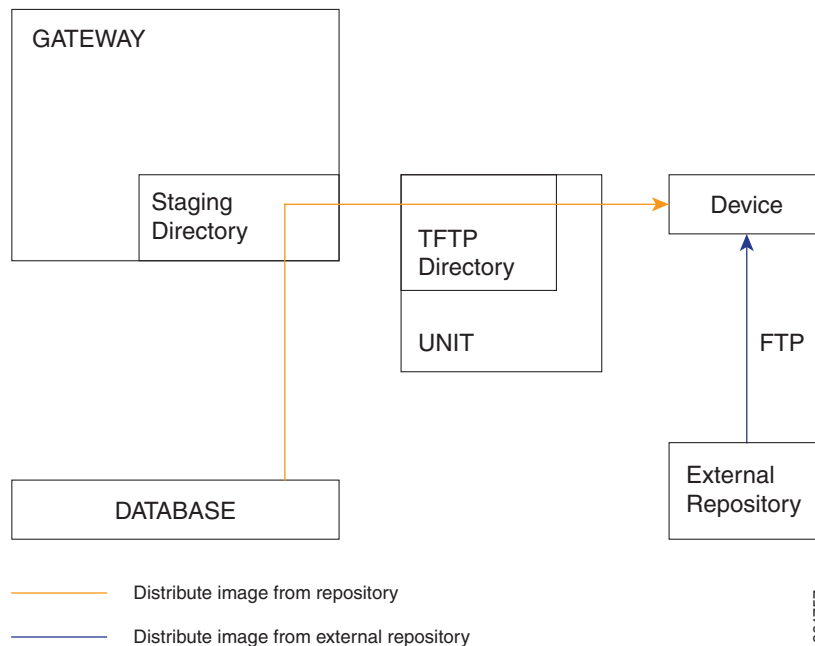 GATEWAY
Staging
Directory
TFTP
Directory
UNIT
Device
FTP
External
Repository
DATABASE
Distribute image from repository
Distribute image from external repository